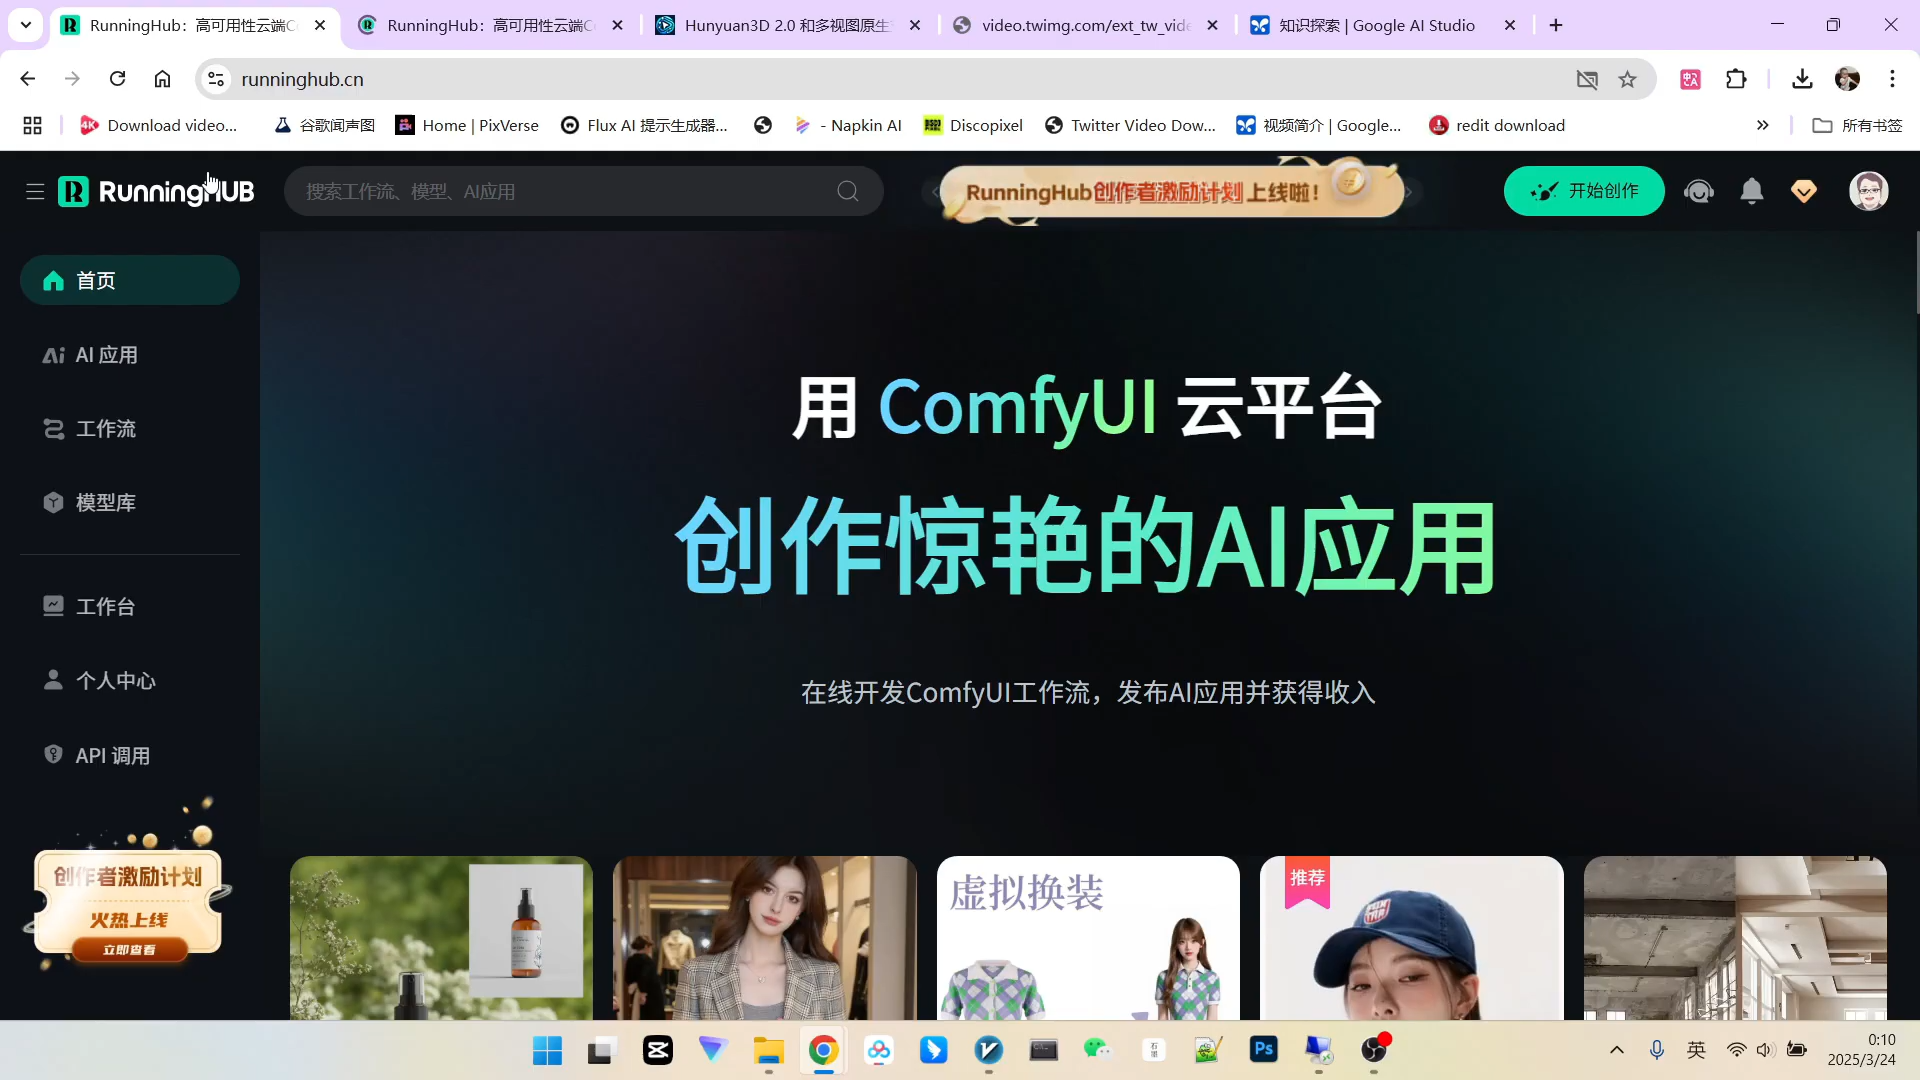 RunningHub：高可用性云端Co
RunningHub：高可用性云端C
Hunyuan3D 2.0 和多视图原生
video.twimg.com/ext_tw_vide
知识探索 | Google AI Studio
runninghub.cn
4K
Download video...
谷歌闻声图
Home | PixVerse
Flux AI 提示生成器...
- Napkin AI
Discopixel
Twitter Video Dow...
视频简介 | Google...
redit download
所有书签
RunningHUB
搜索工作流、模型、AI应用
RunningHub创作者激励计划 上线啦！
开始创作
首页
AI 应用
工作流
模型库
工作台
个人中心
API 调用
创作者激励计划
火热上线
立即查看
用 ComfyUI 云平台
创作惊艳的AI应用
在线开发ComfyUI工作流，发布AI应用并获得收入
虚拟换装
推荐
Ps
英
0:10
2025/3/24